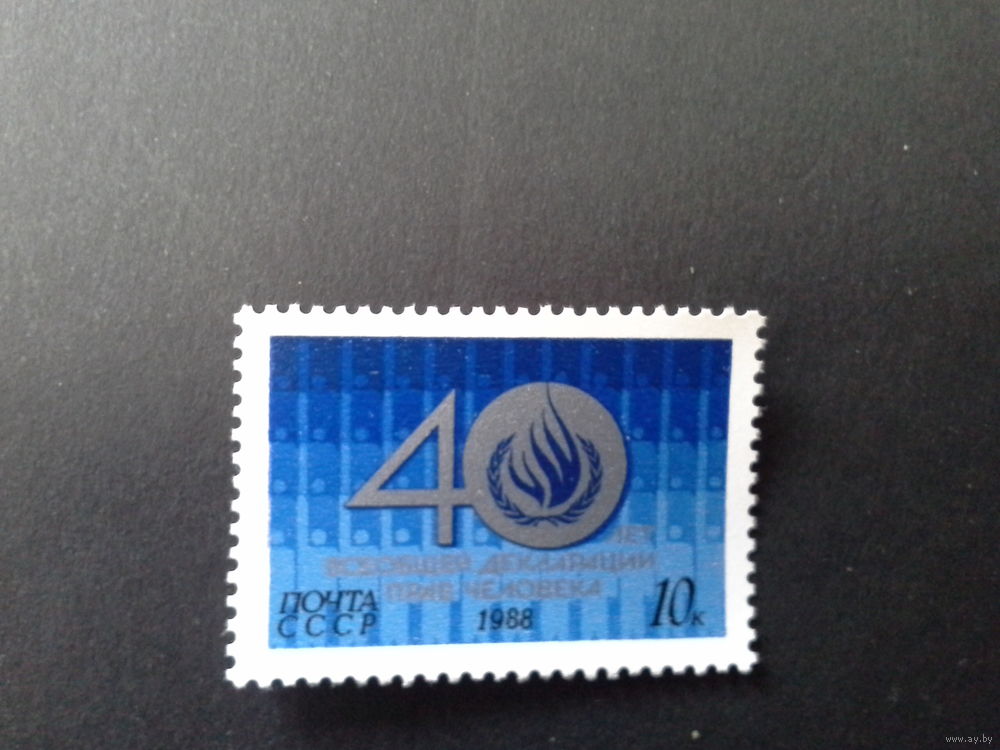 40
ЛЕТ
ВСЕОБЩЕЙ ДЕКЛАРАЦИИ
ПРАВ ЧЕЛОВЕКА
ПОЧТА
СССР
1988
10к
www.ay.by